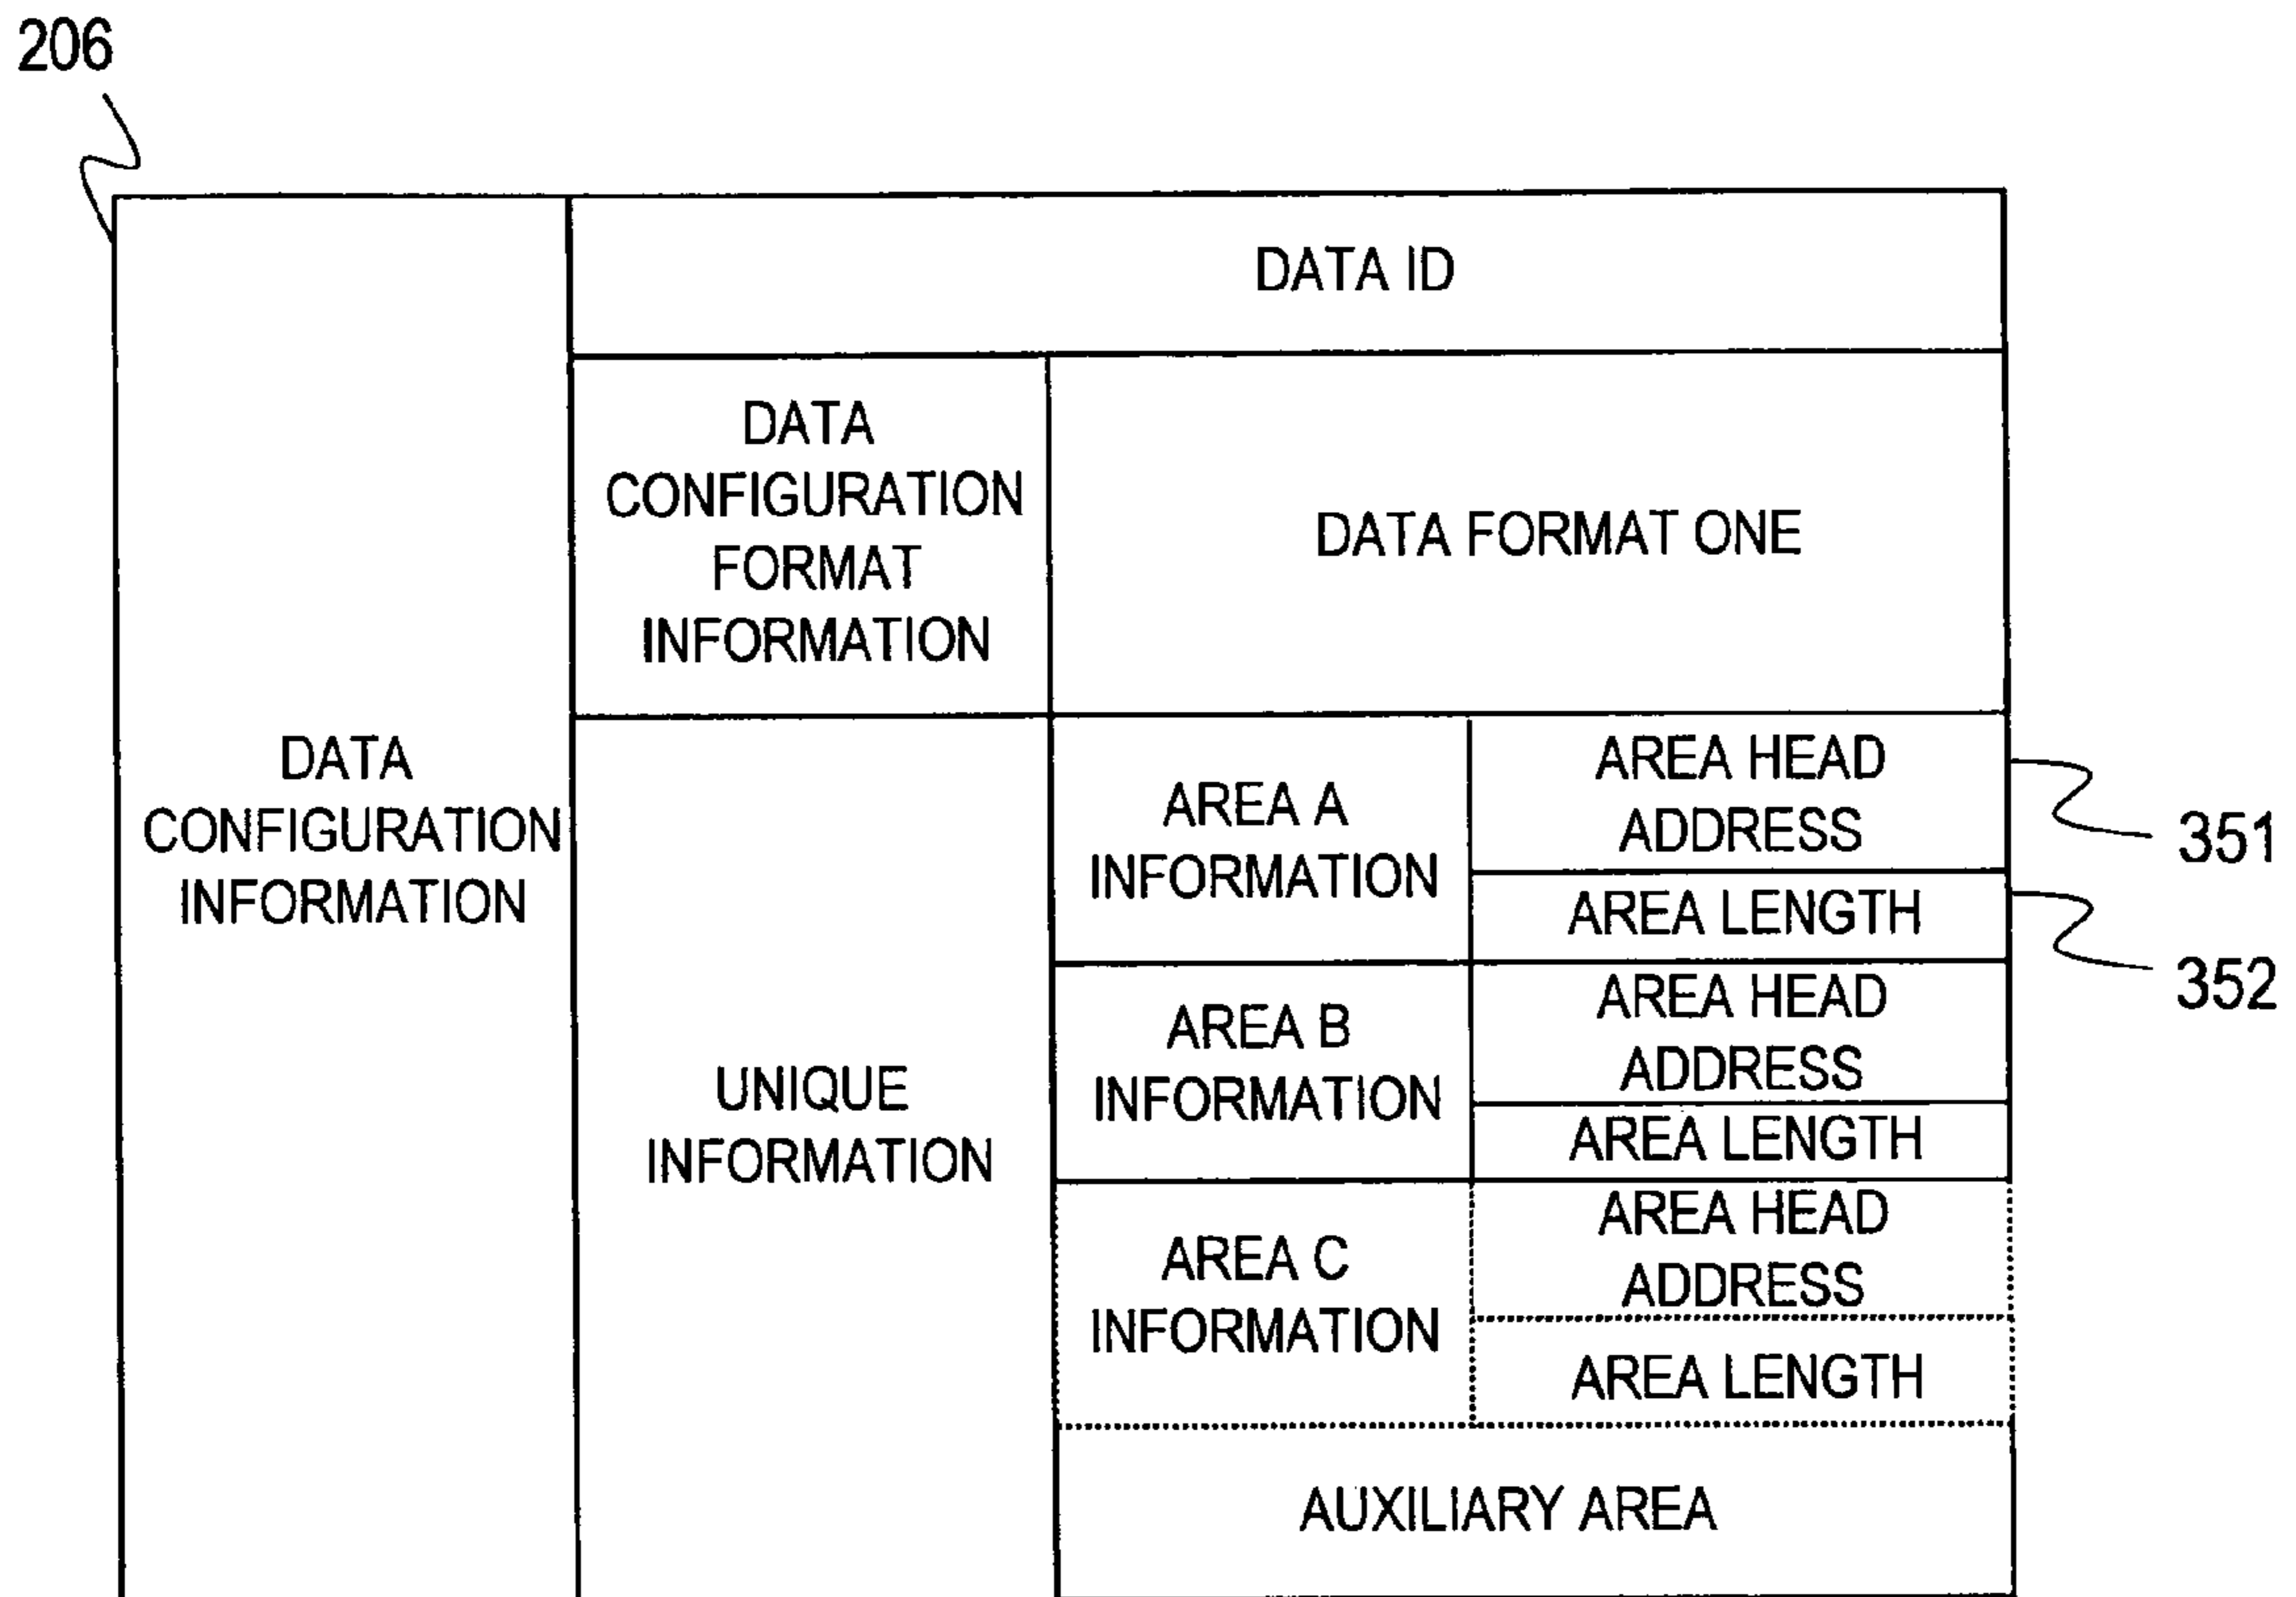 206
DATA ID
DATA
CONFIGURATION
FORMAT
INFORMATION
DATA FORMAT ONE
DATA
CONFIGURATION
INFORMATION
UNIQUE
INFORMATION
AREA A
INFORMATION
AREA HEAD
ADDRESS
351
AREA LENGTH
352
AREA B
INFORMATION
AREA HEAD
ADDRESS
AREA LENGTH
AREA C
INFORMATION
AREA HEAD
ADDRESS
AREA LENGTH
AUXILIARY AREA